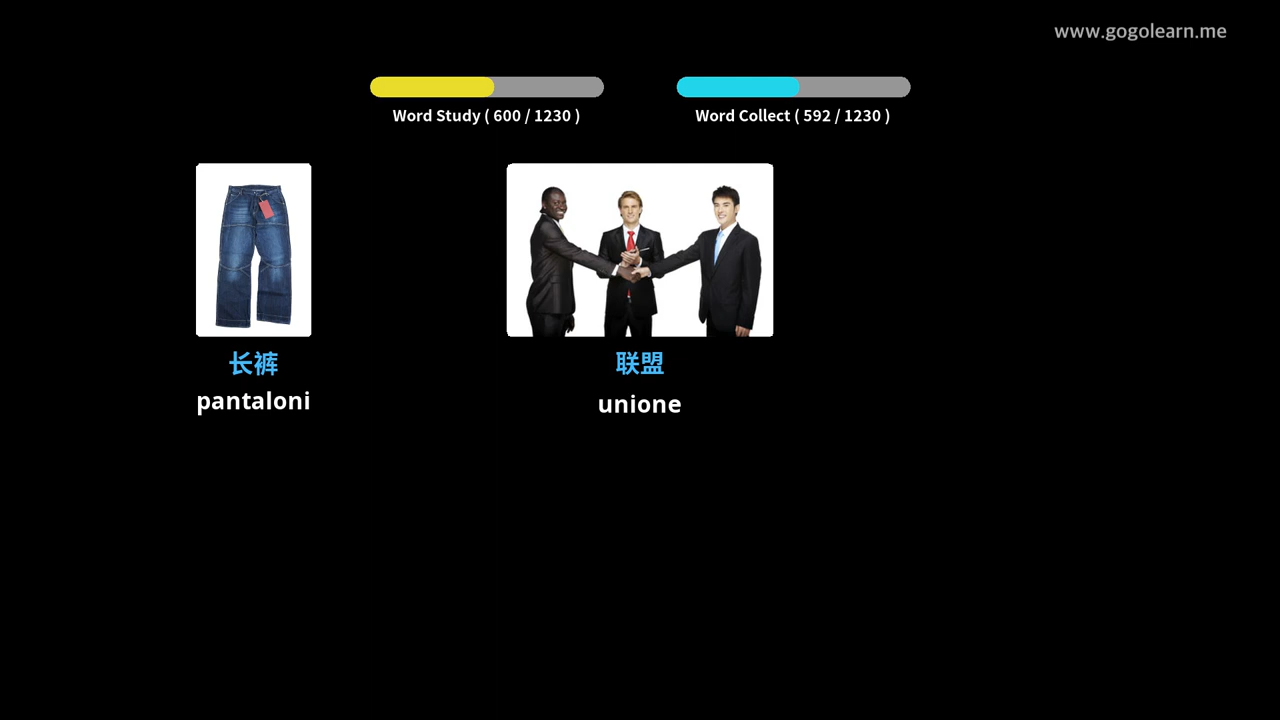 www.gogolearn.me
Word Study ( 600 / 1230 )
Word Collect ( 592 / 1230 )
长裤
pantaloni
联盟
unione